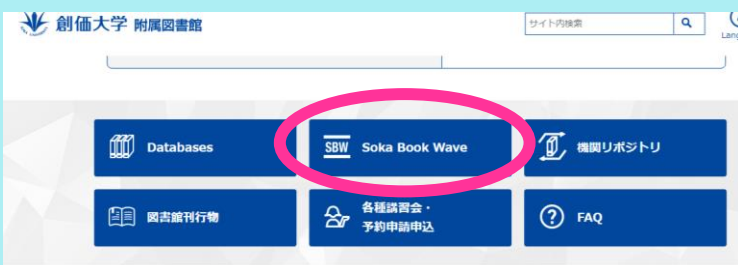 創価大学 附属図書館
サイト内検索
Databases
SBW Soka Book Wave
機関リポジトリ
図書館刊行物
各種講習会・
予約申請申込
FAQ